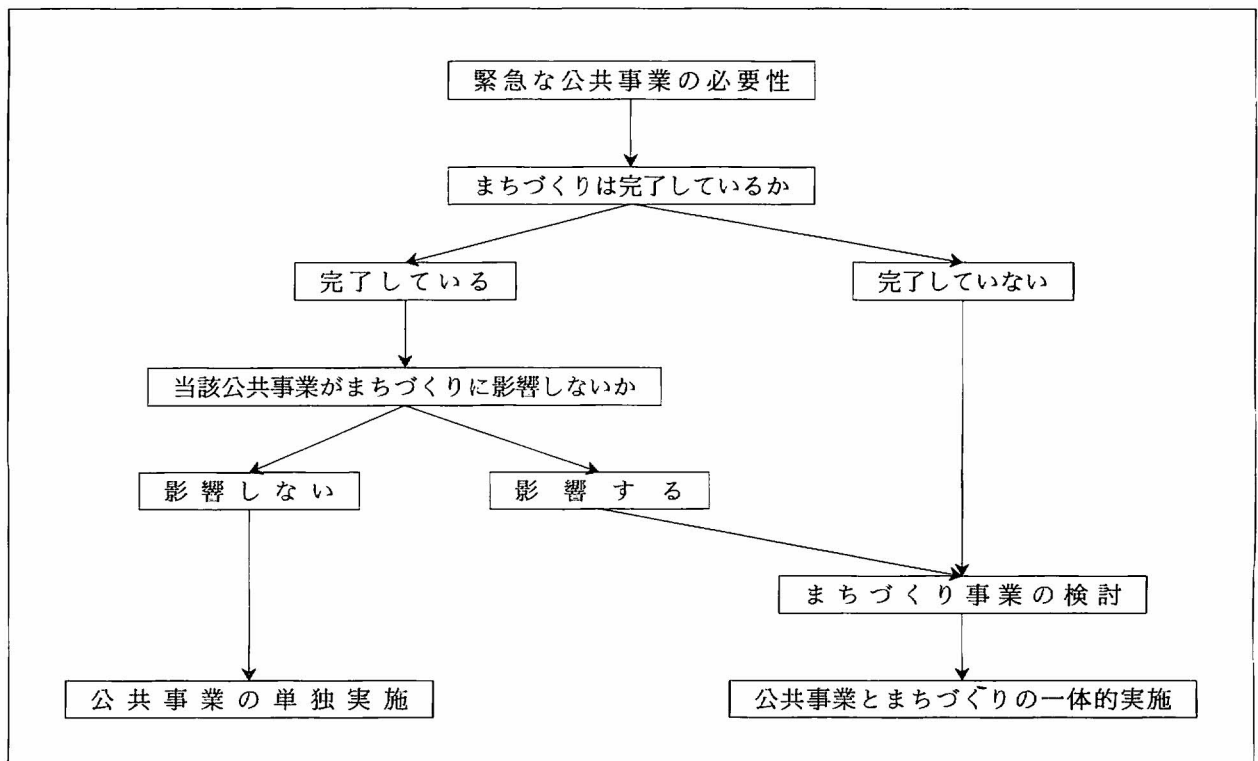 緊急な公共事業の必要性
まちづくりは完了しているか
完了している
完了していない
当該公共事業がまちづくりに影響しないか
影響しない
影響する
まちづくり事業の検討
公共事業の単独実施
公共事業とまちづくりの一体的実施